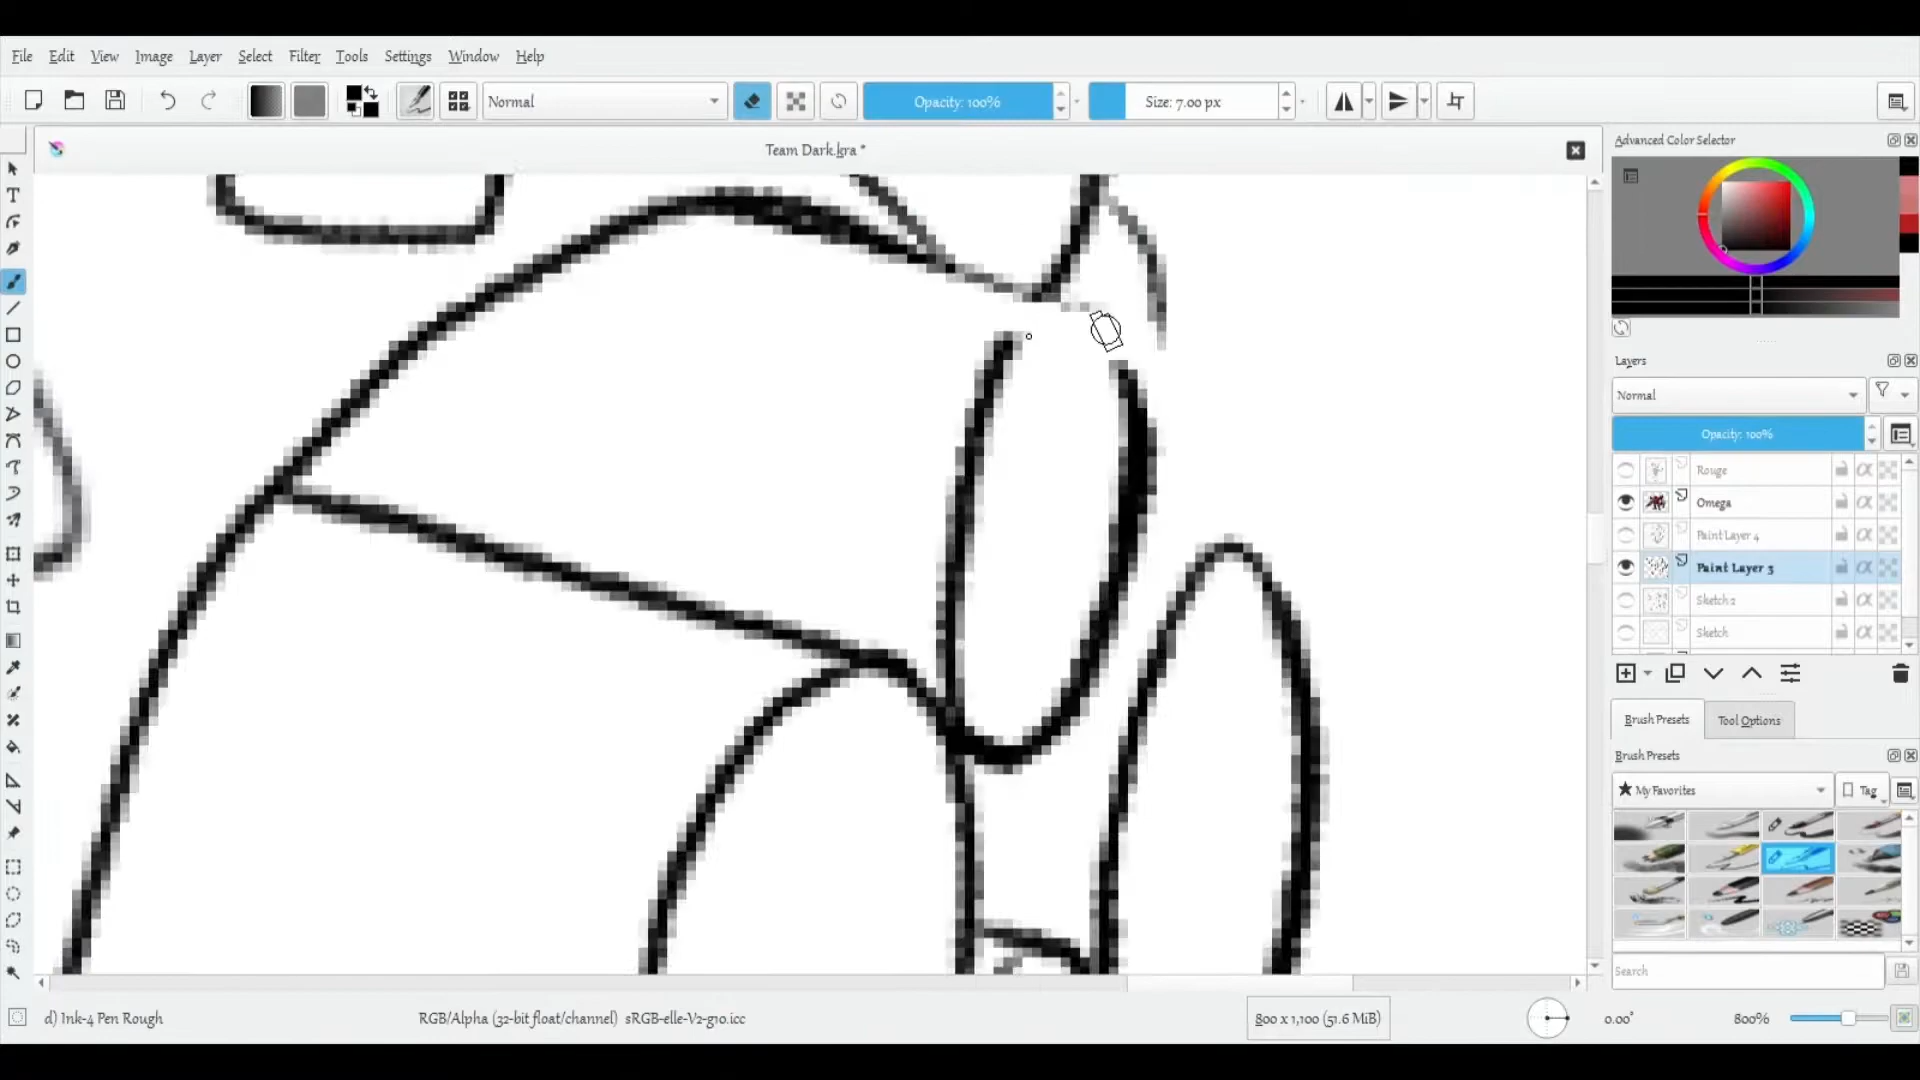 File Edit View Image Layer Select Filter Tools Settings Window Help
Normal
Opacity: 100%
Size: 7.00 px
Team Dark.kra *
Advanced Color Selector
Layers
Normal
Opacity: 100%
Rouge
Omega
Paint Layer 4
Paint Layer 3
Sketch 2
Sketch
Brush Presets Tool Options
Brush Presets
My Favorites Tag
Search
d) Ink-4 Pen Rough RGB/Alpha (32-bit float/channel) sRGB-elle-V2-g10.icc 800 x 1,100 (51.6 MiB) 0.00° 800%